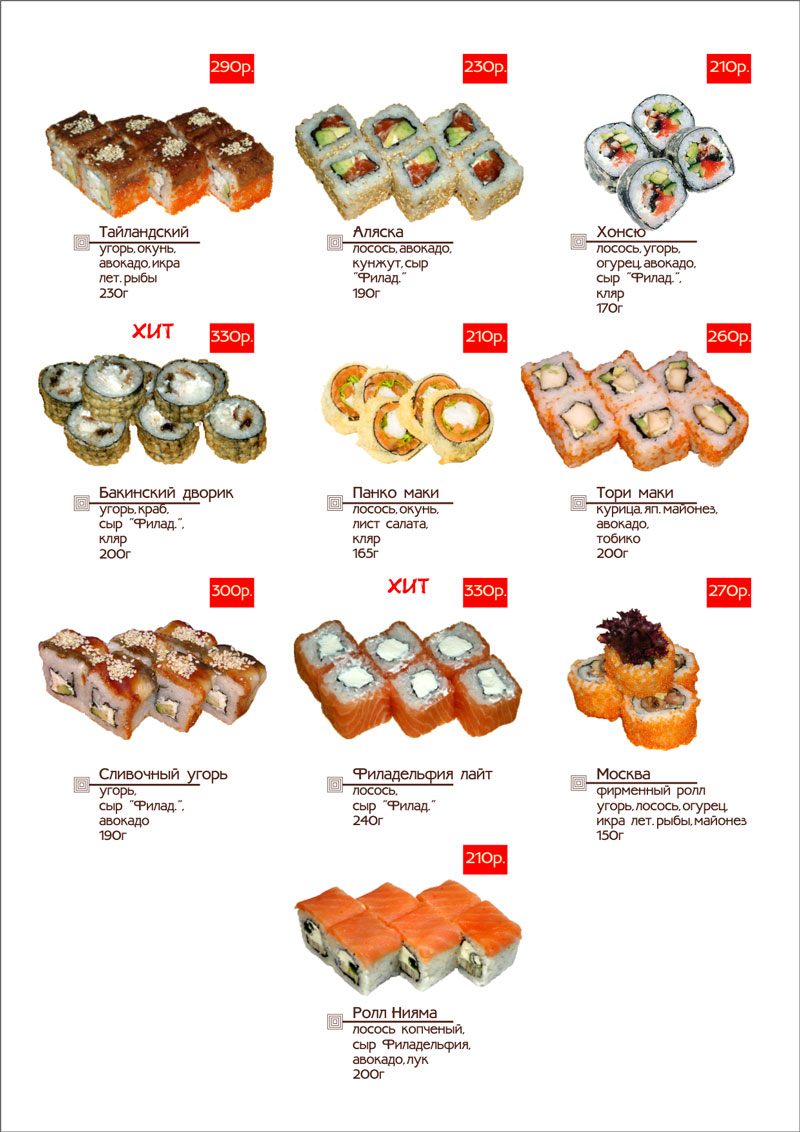 290р.
Тайландский
угорь, окунь,
авокадо, икра
лет. рыбы
230г
230р.
Аляска
лосось, авокадо,
кунжут, сыр
"Филад."
190г
210р.
Хонсю
лосось, угорь,
огурец, авокадо,
сыр "Филад.",
кляр
170г
ХИТ
330р.
Бакинский дворик
угорь, краб,
сыр "Филад.",
кляр
200г
210р.
Панко маки
лосось, окунь,
лист салата,
кляр
165г
260р.
Тори маки
курица, яп. майонез,
авокадо,
тобико
200г
300р.
Сливочный угорь
угорь,
сыр "Филад.",
авокадо
190г
ХИТ
330р.
Филадельфия лайт
лосось,
сыр "Филад."
240г
270р.
Москва
фирменный ролл
угорь, лосось, огурец,
икра лет. рыбы, майонез
150г
210р.
Ролл Нияма
лосось копченый,
сыр Филадельфия,
авокадо, лук
200г